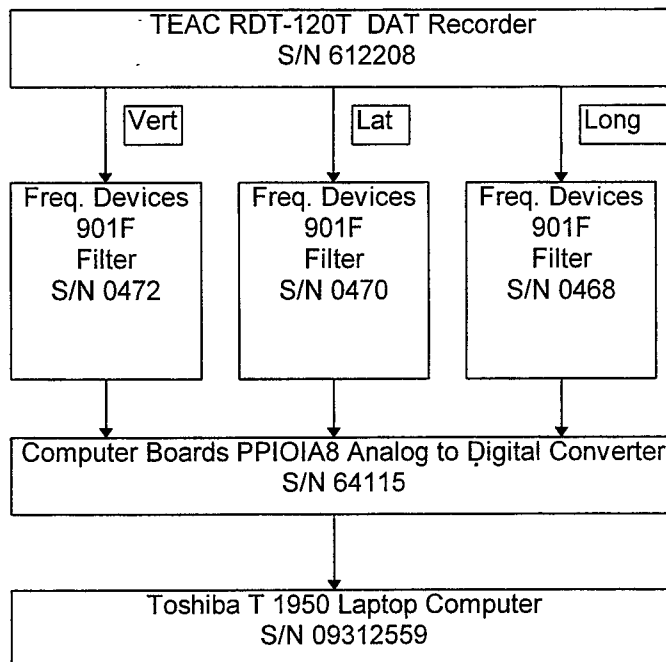 TEAC RDT-120T DAT Recorder
S/N 612208
Vert
Lat
Long
Freq. Devices
901F
Filter
S/N 0472
Freq. Devices
901F
Filter
S/N 0470
Freq. Devices
901F
Filter
S/N 0468
Computer Boards PPIOIA8 Analog to Digital Converter
S/N 64115
Toshiba T 1950 Laptop Computer
S/N 09312559